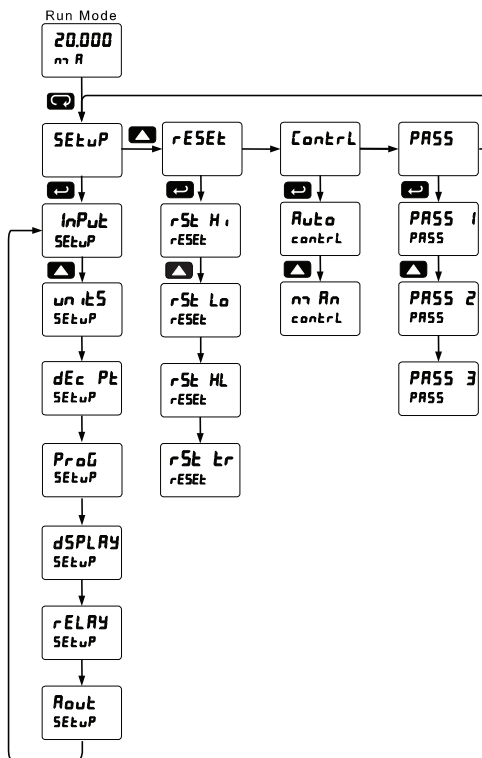 Run Mode
20.000
mA
SEtuP
rESEt
ContrL
PASS
InPut
SEtuP
rSt Hi
rESEt
Auto
contrL
PASS 1
PASS
unitS
SEtuP
rSt Lo
rESEt
mAn
contrL
PASS 2
PASS
dEc Pt
SEtuP
rSt HL
rESEt
PASS 3
PASS
ProG
SEtuP
rSt tr
rESEt
dSPLAY
SEtuP
rELAY
SEtuP
Aout
SEtuP